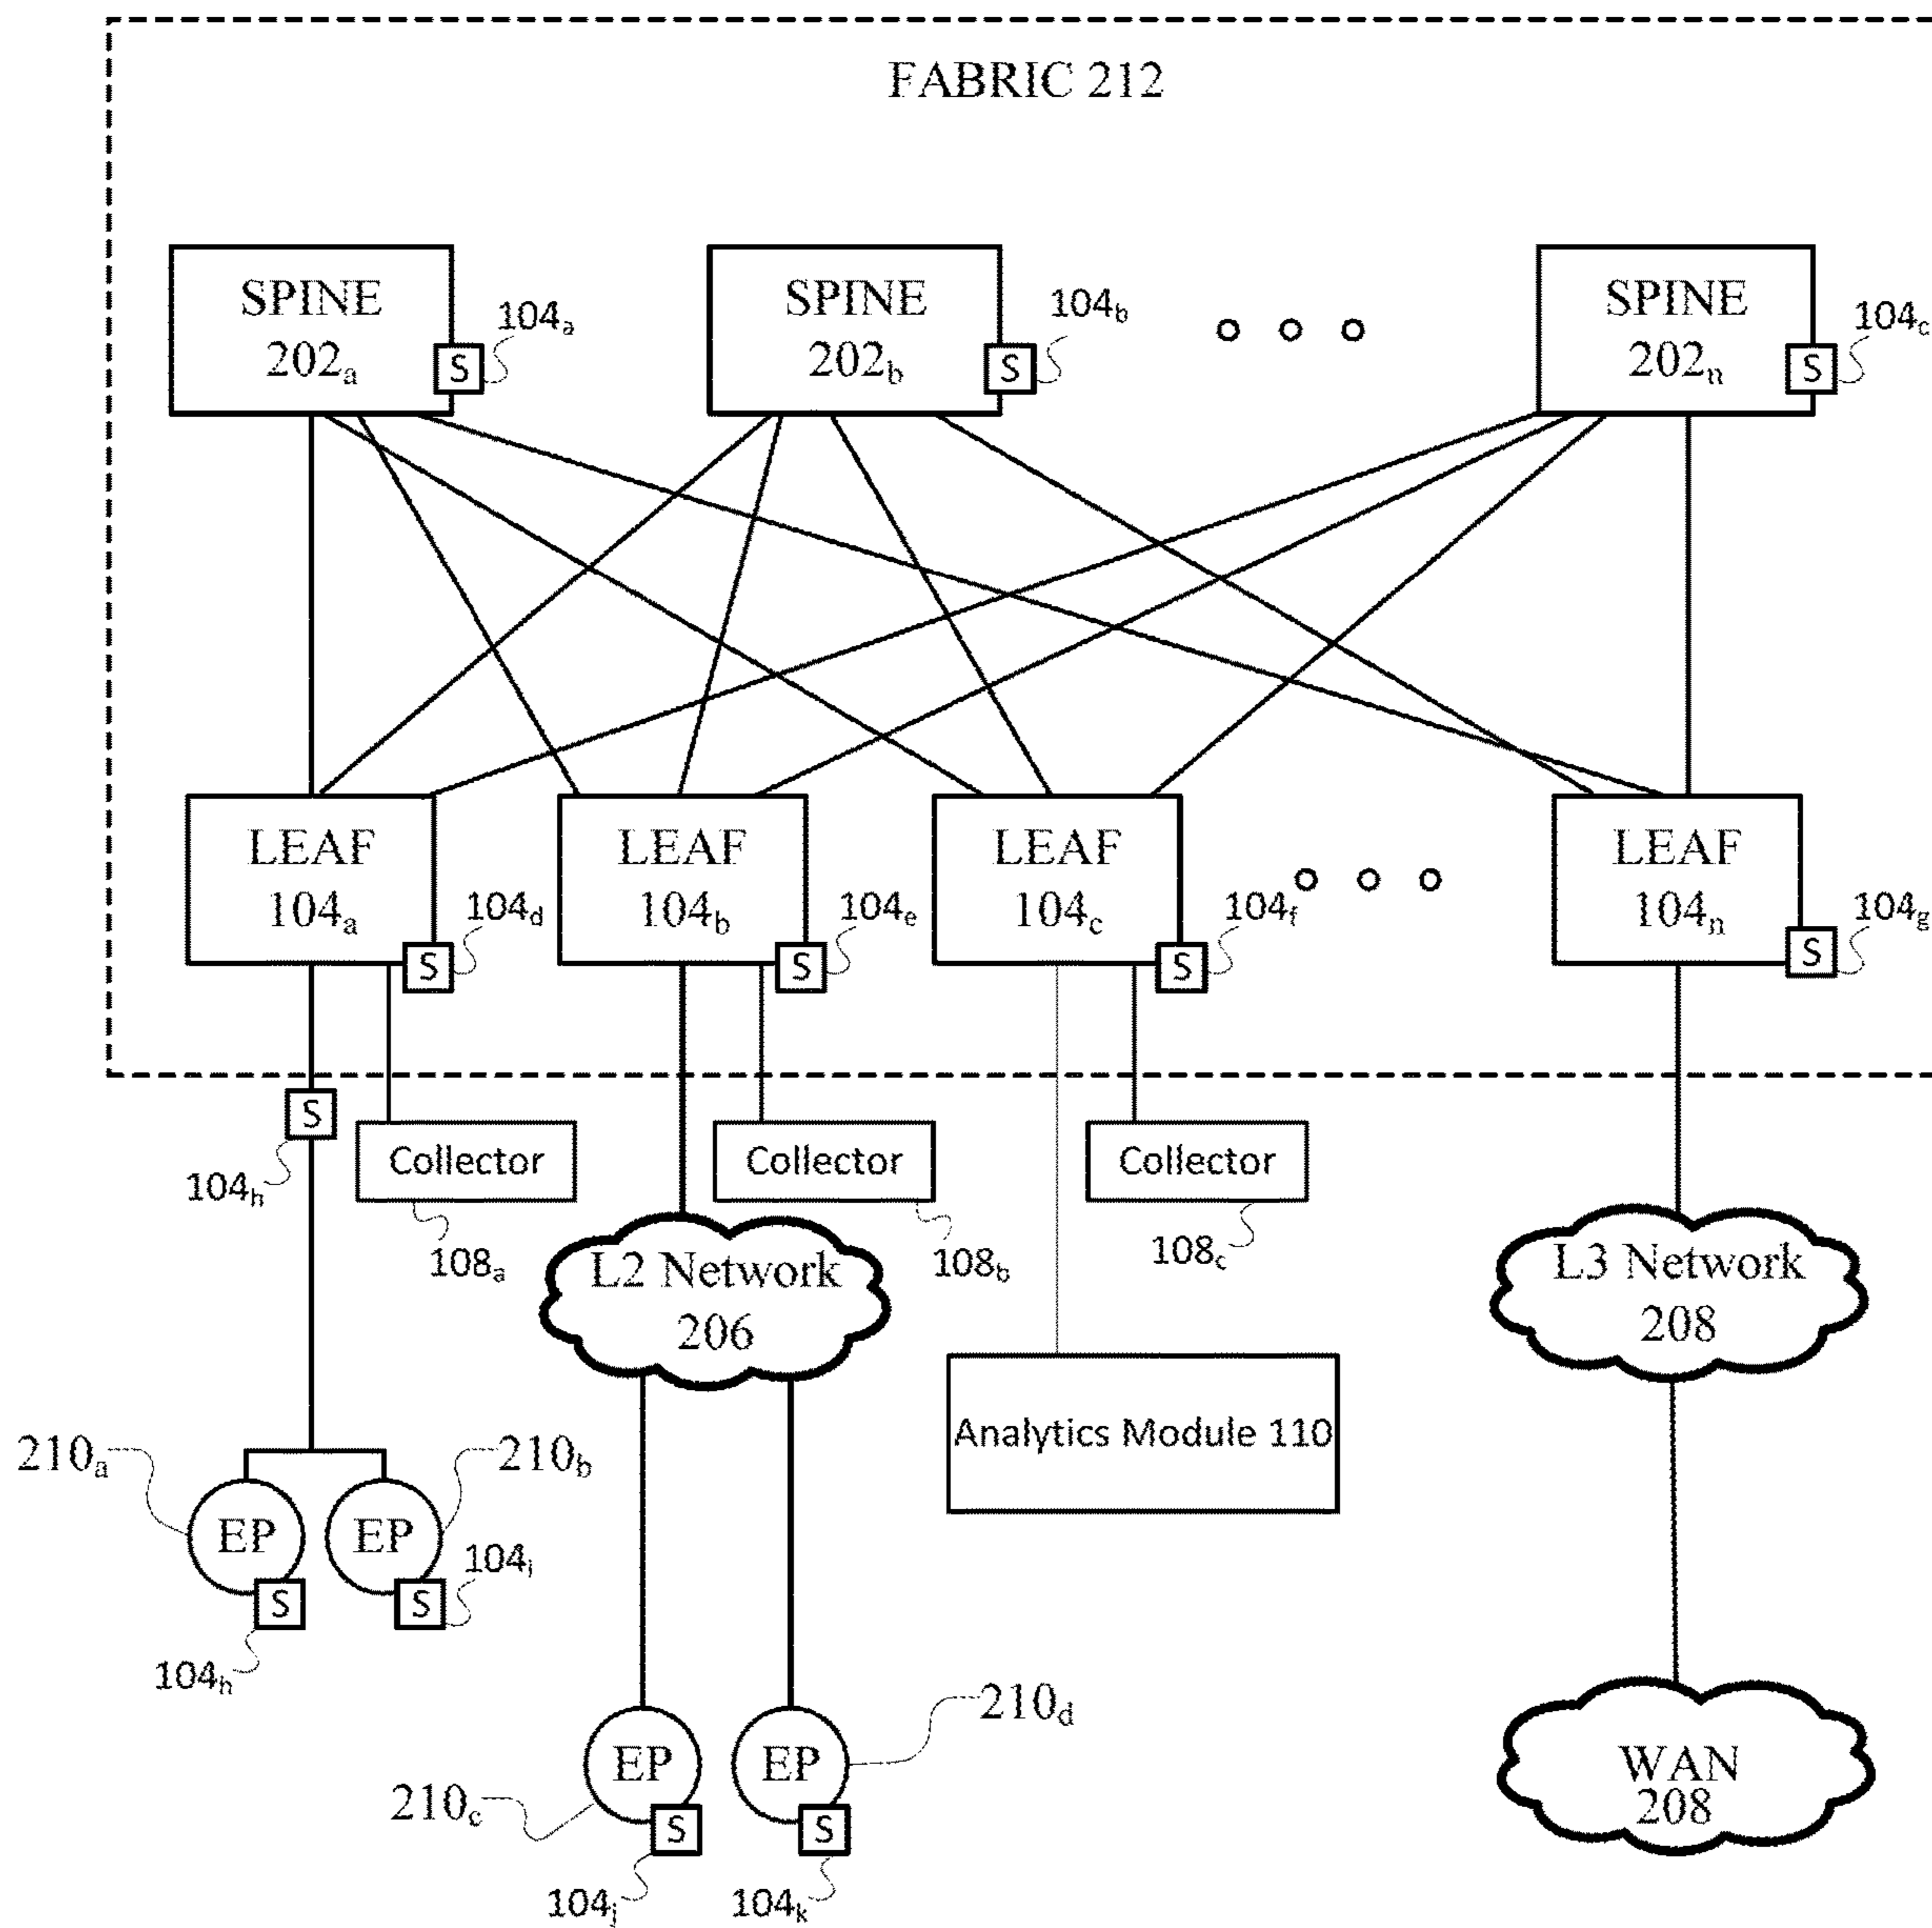 FABRIC 212
SPINE
202a
S
104a
SPINE
202b
S
104b
SPINE
202n
S
104c
LEAF
104a
S
104d
LEAF
104b
S
104e
LEAF
104c
S
104f
LEAF
104n
S
104g
S
104h
Collector
108a
Collector
108b
Collector
108c
L2 Network
206
L3 Network
208
Analytics Module 110
210a
EP
S
104h
210b
EP
S
104i
210c
EP
S
104j
210d
EP
S
104k
WAN
208